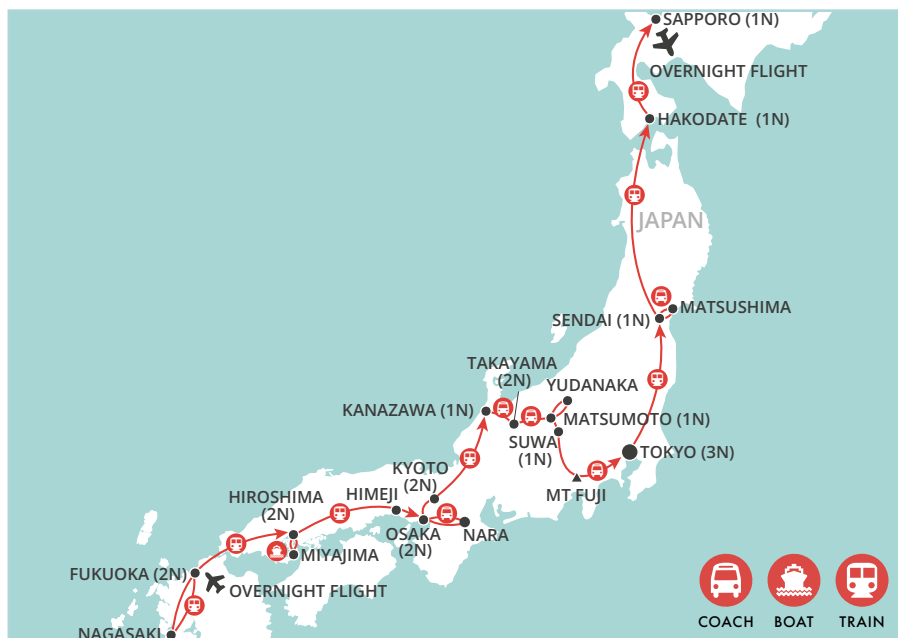 SAPPORO (1N)
OVERNIGHT FLIGHT
HAKODATE (1N)
JAPAN
MATSUSHIMA
SENDAI (1N)
TAKAYAMA
(2N)
YUDANAKA
KANAZAWA (1N)
MATSUMOTO (1N)
SUWA
(1N)
TOKYO (3N)
KYOTO
(2N)
MT FUJI
HIMEJI
HIROSHIMA
(2N)
OSAKA
(2N)
NARA
MIYAJIMA
FUKUOKA (2N)
OVERNIGHT FLIGHT
NAGASAKI
COACH
BOAT
TRAIN